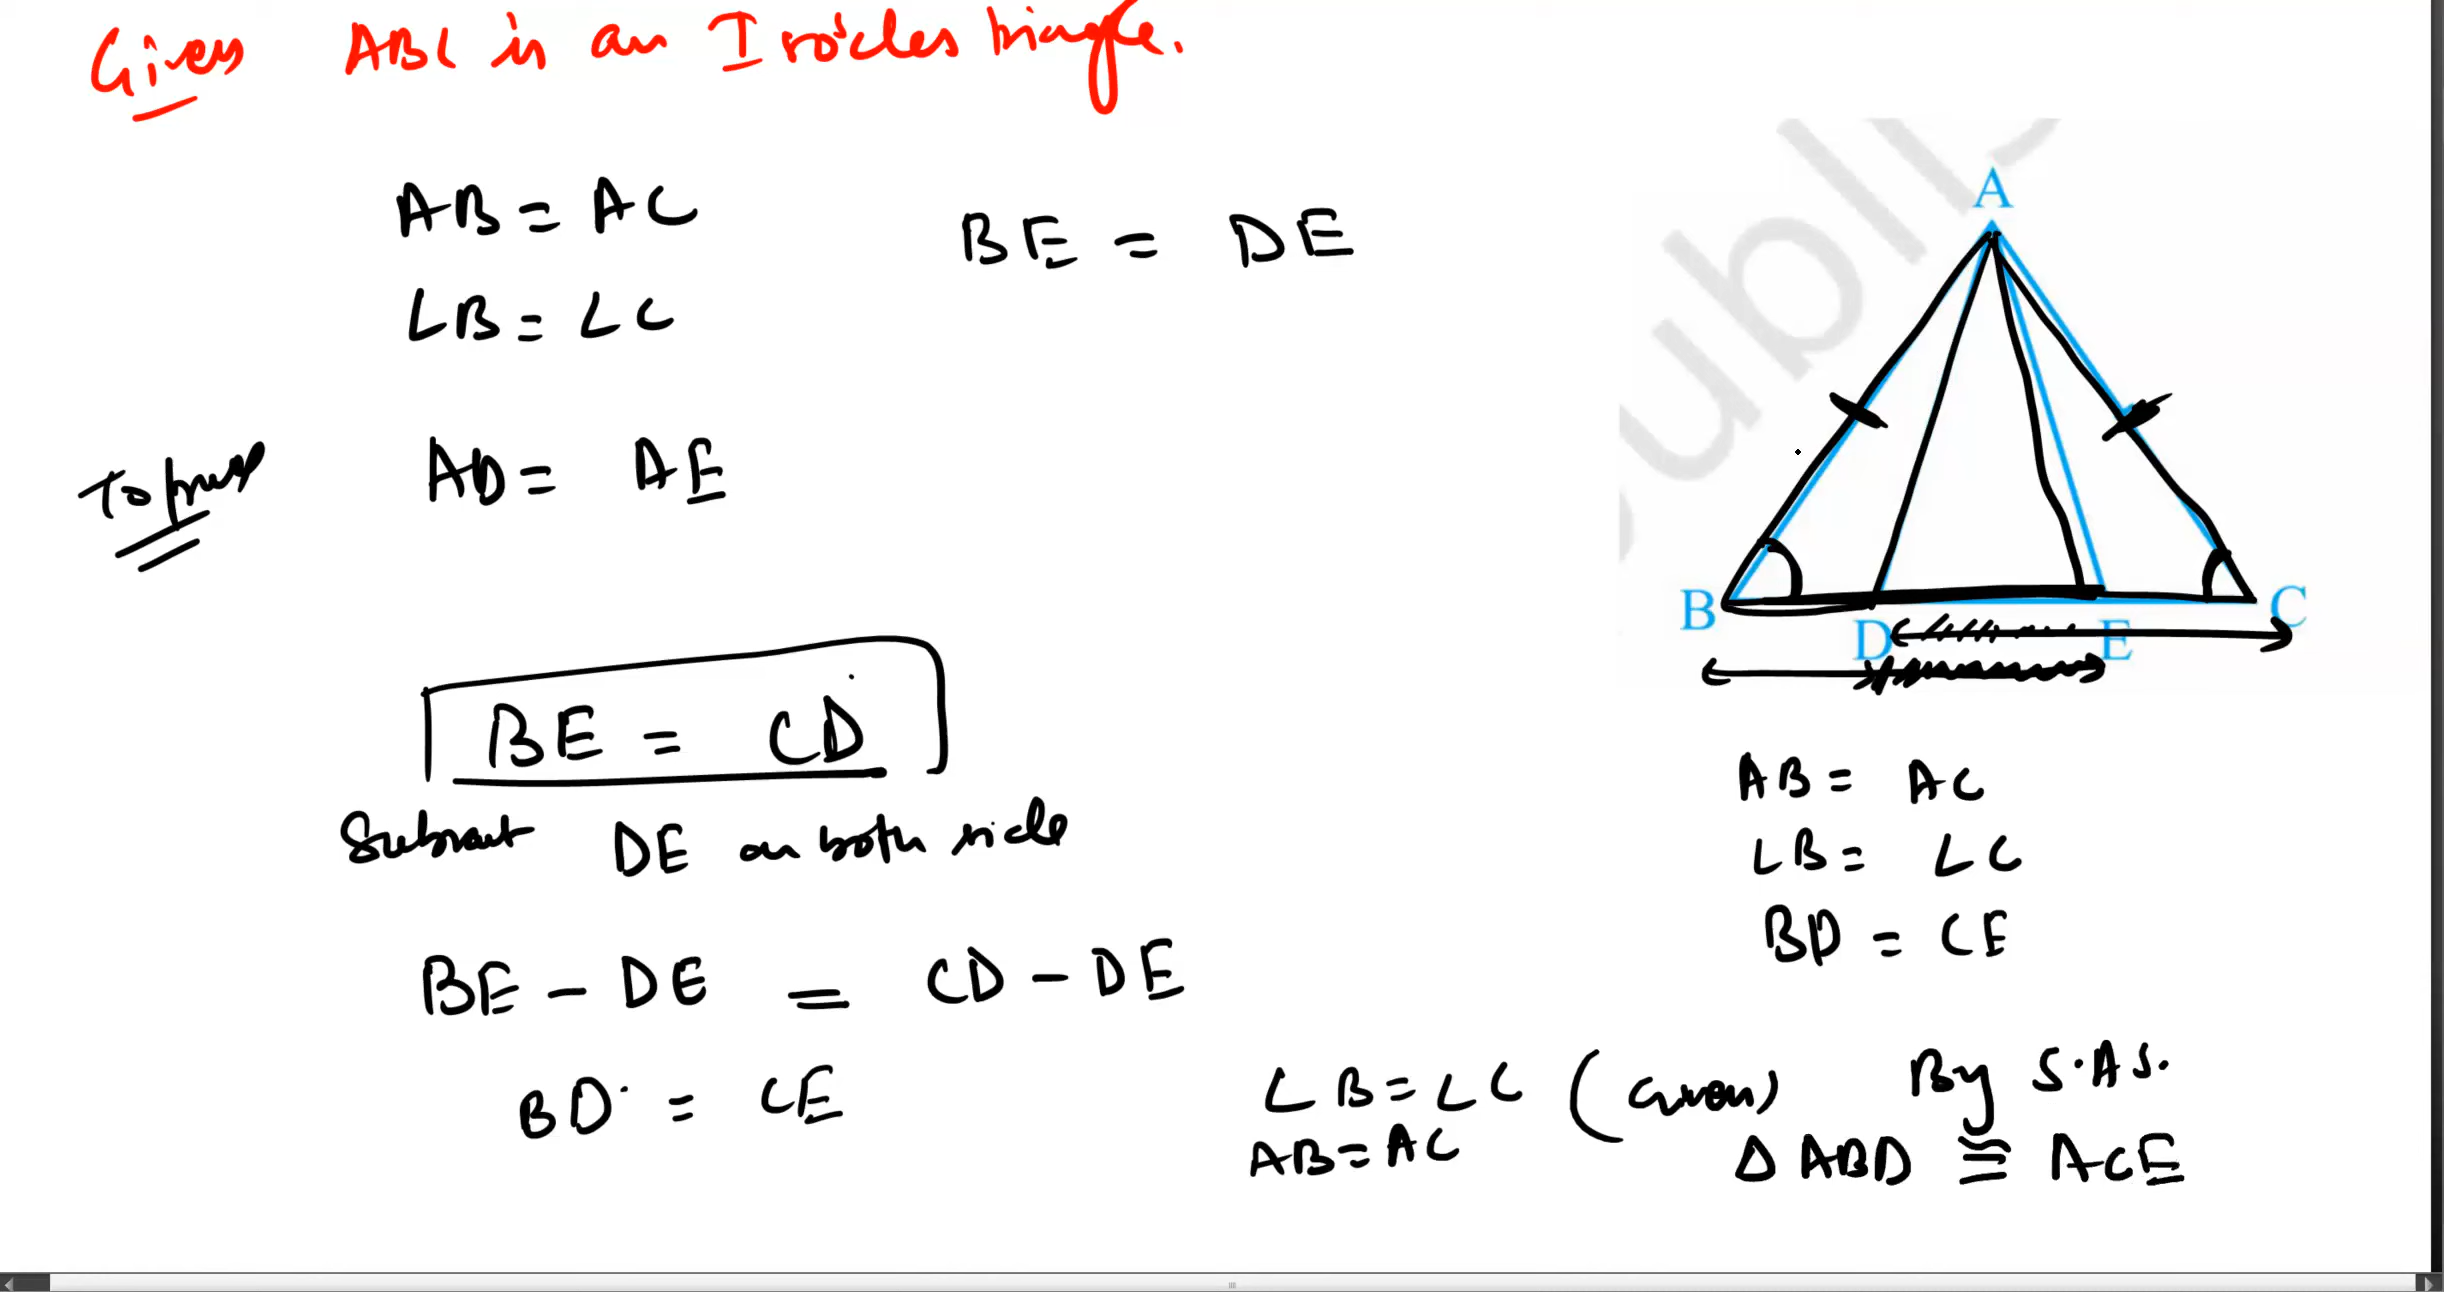 Given ABC is an Isosceles triangle.
AB = AC
BE = DE
∠B = ∠C
To prove AD = AE
A
B
D
E
C
BE = CD
Subtract DE on both side
BE - DE = CD - DE
BD = CE
AB = AC
∠B = ∠C
BD = CE
∠B = ∠C (Given)
AB = AC
By S.A.S.
Δ ABD ≅ ACE